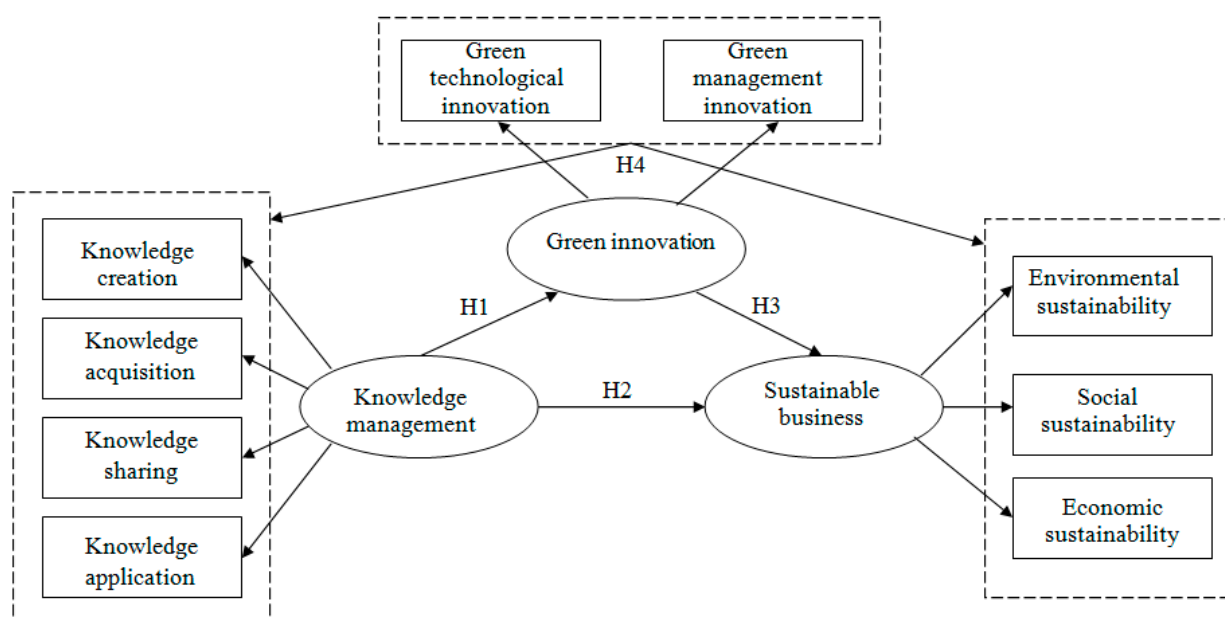 Green
technological
innovation
Green
management
innovation
H4
Knowledge
creation
Knowledge
acquisition
Knowledge
sharing
Knowledge
application
Green innovation
H1
H3
Knowledge
management
H2
Sustainable
business
Environmental
sustainability
Social
sustainability
Economic
sustainability